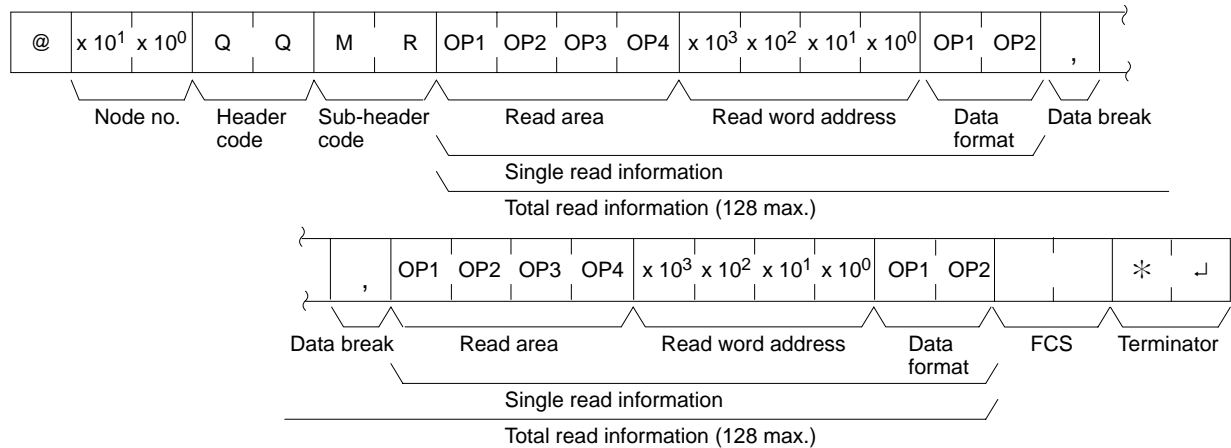 @ x 10¹ x 10⁰ Q Q M R OP1 OP2 OP3 OP4 x 10³ x 10² x 10¹ x 10⁰ OP1 OP2 ,
Node no. Header code Sub-header code Read area Read word address Data format Data break
Single read information
Total read information (128 max.)
, OP1 OP2 OP3 OP4 x 10³ x 10² x 10¹ x 10⁰ OP1 OP2 * ↵
Data break Read area Read word address Data format FCS Terminator
Single read information
Total read information (128 max.)